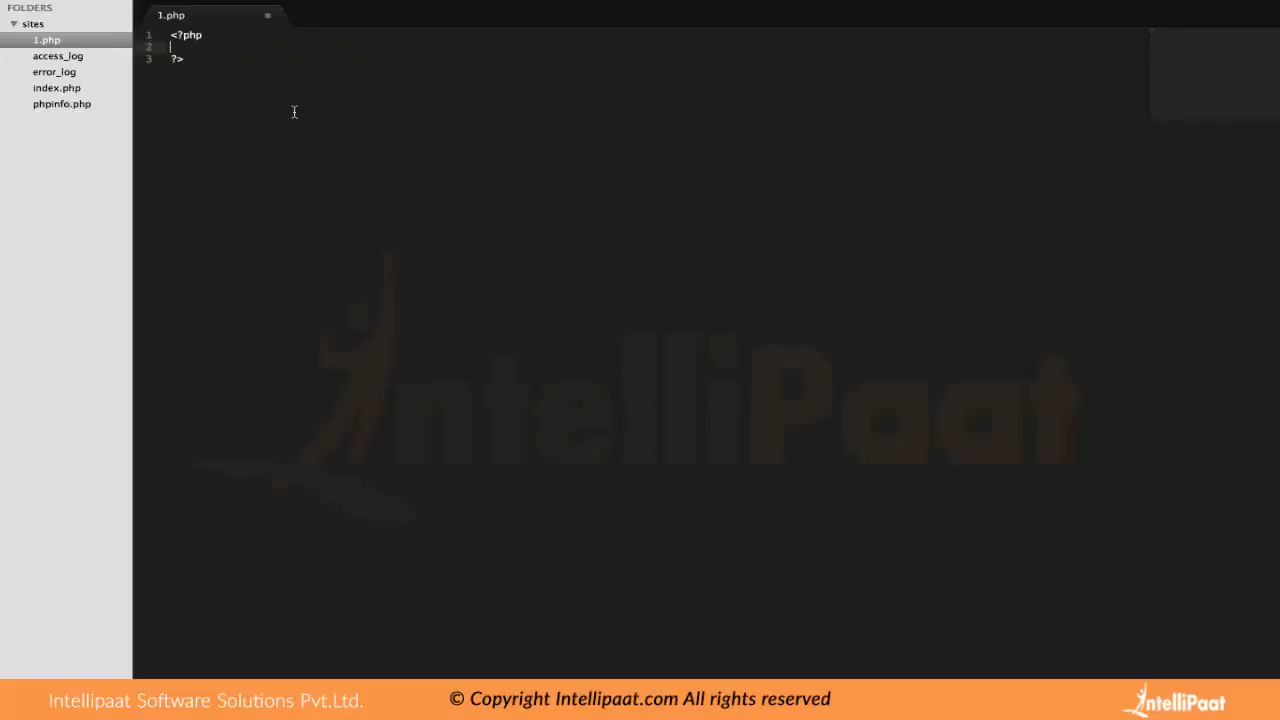 FOLDERS
sites
1.php
access_log
error_log
index.php
phpinfo.php
1.php
1 <?php
2
3 ?>
IntelliPaat
Intellipaat Software Solutions Pvt.Ltd.
© Copyright Intellipaat.com All rights reserved
IntelliPaat